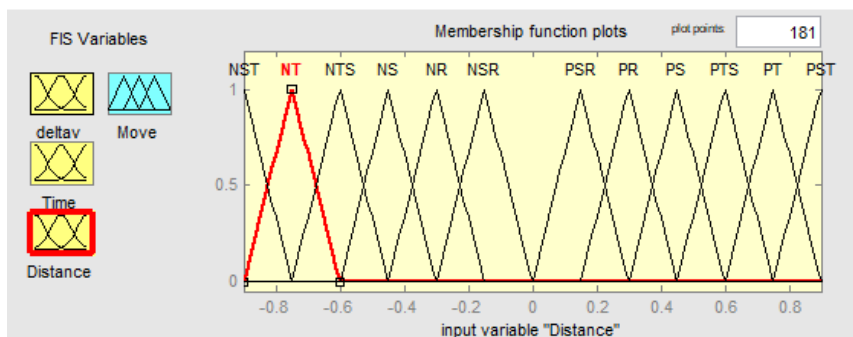 FIS Variables
Membership function plots
plot points:
181
deltav
Move
Time
Distance
NST NT NTS NS NR NSR PSR PR PS PTS PT PST
1
0.5
0
-0.8 -0.6 -0.4 -0.2 0 0.2 0.4 0.6 0.8
input variable "Distance"